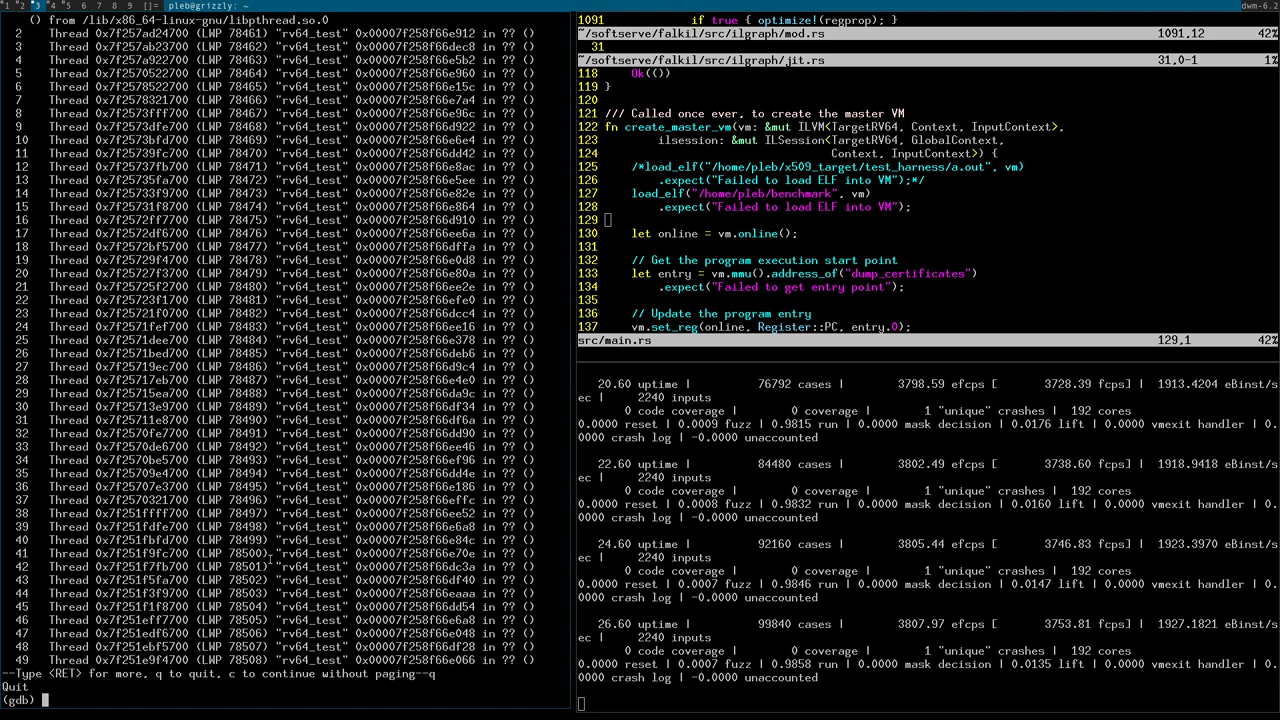 1 2 3 4 5 6 7 8 9 []= pleb@grizzly: ~ dwm-6.2
() from /lib/x86_64-linux-gnu/libpthread.so.0
2 Thread 0x7f257ad24700 (LWP 78461) "rv64_test" 0x00007f258f66e912 in ?? ()
3 Thread 0x7f257ab23700 (LWP 78462) "rv64_test" 0x00007f258f66dec8 in ?? ()
4 Thread 0x7f257a922700 (LWP 78463) "rv64_test" 0x00007f258f66e5b2 in ?? ()
5 Thread 0x7f2570522700 (LWP 78464) "rv64_test" 0x00007f258f66e960 in ?? ()
6 Thread 0x7f2578522700 (LWP 78465) "rv64_test" 0x00007f258f66e15c in ?? ()
7 Thread 0x7f2578321700 (LWP 78466) "rv64_test" 0x00007f258f66e7a4 in ?? ()
8 Thread 0x7f2573fff700 (LWP 78467) "rv64_test" 0x00007f258f66e96c in ?? ()
9 Thread 0x7f2573dfe700 (LWP 78468) "rv64_test" 0x00007f258f66d922 in ?? ()
10 Thread 0x7f2573bfd700 (LWP 78469) "rv64_test" 0x00007f258f66dc64 in ?? ()
11 Thread 0x7f25739fc700 (LWP 78470) "rv64_test" 0x00007f258f66dd42 in ?? ()
12 Thread 0x7f25737fb700 (LWP 78471) "rv64_test" 0x00007f258f66e8ac in ?? ()
13 Thread 0x7f25735fa700 (LWP 78472) "rv64_test" 0x00007f258f66ee5e in ?? ()
14 Thread 0x7f25733f9700 (LWP 78473) "rv64_test" 0x00007f258f66d92c in ?? ()
15 Thread 0x7f25731f8700 (LWP 78474) "rv64_test" 0x00007f258f66e864 in ?? ()
16 Thread 0x7f2572ff7700 (LWP 78475) "rv64_test" 0x00007f258f66d910 in ?? ()
17 Thread 0x7f2572df6700 (LWP 78476) "rv64_test" 0x00007f258f66ee6a in ?? ()
18 Thread 0x7f2572bf5700 (LWP 78477) "rv64_test" 0x00007f258f66dffa in ?? ()
19 Thread 0x7f25729f4700 (LWP 78478) "rv64_test" 0x00007f258f66e0d8 in ?? ()
20 Thread 0x7f25727f3700 (LWP 78479) "rv64_test" 0x00007f258f66e80a in ?? ()
21 Thread 0x7f25725f2700 (LWP 78480) "rv64_test" 0x00007f258f66ee2e in ?? ()
22 Thread 0x7f25723f1700 (LWP 78481) "rv64_test" 0x00007f258f66efe0 in ?? ()
23 Thread 0x7f25721f0700 (LWP 78482) "rv64_test" 0x00007f258f66dcc4 in ?? ()
24 Thread 0x7f2571fef700 (LWP 78483) "rv64_test" 0x00007f258f66ee16 in ?? ()
25 Thread 0x7f2571dee700 (LWP 78484) "rv64_test" 0x00007f258f66e378 in ?? ()
26 Thread 0x7f2571bed700 (LWP 78485) "rv64_test" 0x00007f258f66deb6 in ?? ()
27 Thread 0x7f25719ec700 (LWP 78486) "rv64_test" 0x00007f258f66d9c4 in ?? ()
28 Thread 0x7f25717eb700 (LWP 78487) "rv64_test" 0x00007f258f66e4e0 in ?? ()
29 Thread 0x7f25715ea700 (LWP 78488) "rv64_test" 0x00007f258f66da9c in ?? ()
30 Thread 0x7f25713e9700 (LWP 78489) "rv64_test" 0x00007f258f66df34 in ?? ()
31 Thread 0x7f25711e8700 (LWP 78490) "rv64_test" 0x00007f258f66df6a in ?? ()
32 Thread 0x7f2570fe7700 (LWP 78491) "rv64_test" 0x00007f258f66dd90 in ?? ()
33 Thread 0x7f2570de6700 (LWP 78492) "rv64_test" 0x00007f258f66ee46 in ?? ()
34 Thread 0x7f2570be5700 (LWP 78493) "rv64_test" 0x00007f258f66ef96 in ?? ()
35 Thread 0x7f25709e4700 (LWP 78494) "rv64_test" 0x00007f258f66d4de in ?? ()
36 Thread 0x7f25707e3700 (LWP 78495) "rv64_test" 0x00007f258f66e186 in ?? ()
37 Thread 0x7f2570321700 (LWP 78496) "rv64_test" 0x00007f258f66effc in ?? ()
38 Thread 0x7f251ffff700 (LWP 78497) "rv64_test" 0x00007f258f66ee52 in ?? ()
39 Thread 0x7f251fdfe700 (LWP 78498) "rv64_test" 0x00007f258f66e6a8 in ?? ()
40 Thread 0x7f251fbfd700 (LWP 78499) "rv64_test" 0x00007f258f66e84c in ?? ()
41 Thread 0x7f251f9fc700 (LWP 78500) "rv64_test" 0x00007f258f66e70e in ?? ()
42 Thread 0x7f251f7fb700 (LWP 78501) "rv64_test" 0x00007f258f66dc3a in ?? ()
43 Thread 0x7f251f5fa700 (LWP 78502) "rv64_test" 0x00007f258f66df40 in ?? ()
44 Thread 0x7f251f3f9700 (LWP 78503) "rv64_test" 0x00007f258f66eaaa in ?? ()
45 Thread 0x7f251f1f8700 (LWP 78504) "rv64_test" 0x00007f258f66dd54 in ?? ()
46 Thread 0x7f251eff7700 (LWP 78505) "rv64_test" 0x00007f258f66e6a8 in ?? ()
47 Thread 0x7f251edf6700 (LWP 78506) "rv64_test" 0x00007f258f66e048 in ?? ()
48 Thread 0x7f251ebf5700 (LWP 78507) "rv64_test" 0x00007f258f66df28 in ?? ()
49 Thread 0x7f251e9f4700 (LWP 78508) "rv64_test" 0x00007f258f66e066 in ?? ()
--Type <RET> for more, q to quit, c to continue without paging--q
Quit
(gdb)
1091 if true { optimize!(regprop); }
~/softserve/falkil/src/ilgraph/mod.rs 1091,12 42%
31
~/softserve/falkil/src/ilgraph/jit.rs 31,0-1 1%
118 Ok(())
119 }
120
121 /// Called once ever, to create the master VM
122 fn create_master_vm(vm: &mut ILVM<TargetRV64, Context, InputContext>,
123 ilsession: &mut ILSession<TargetRV64, GlobalContext,
124 Context, InputContext>) {
125 /*load_elf("/home/pleb/x509_target/test_harness/a.out", vm)
126 .expect("Failed to load ELF into VM");*/
127 load_elf("/home/pleb/benchmark", vm)
128 .expect("Failed to load ELF into VM");
129
130 let online = vm.online();
131
132 // Get the program execution start point
133 let entry = vm.mmu().address_of("dump_certificates")
134 .expect("Failed to get entry point");
135
136 // Update the program entry
137 vm.set_reg(online, Register::PC, entry.0);
src/main.rs 129,1 42%
20.60 uptime | 76792 cases | 3798.59 efcps [ 3728.39 fcps] | 1913.4204 eBinst/s
ec | 2240 inputs
0 code coverage | 0 coverage | 1 "unique" crashes | 192 cores
0.0000 reset | 0.0009 fuzz | 0.9815 run | 0.0000 mask decision | 0.0176 lift | 0.0000 vmexit handler | 0.
0000 crash log | -0.0000 unaccounted
22.60 uptime | 84480 cases | 3802.49 efcps [ 3738.60 fcps] | 1918.9418 eBinst/s
ec | 2240 inputs
0 code coverage | 0 coverage | 1 "unique" crashes | 192 cores
0.0000 reset | 0.0008 fuzz | 0.9832 run | 0.0000 mask decision | 0.0160 lift | 0.0000 vmexit handler | 0.
0000 crash log | -0.0000 unaccounted
24.60 uptime | 92160 cases | 3805.44 efcps [ 3746.83 fcps] | 1923.3970 eBinst/s
ec | 2240 inputs
0 code coverage | 0 coverage | 1 "unique" crashes | 192 cores
0.0000 reset | 0.0007 fuzz | 0.9846 run | 0.0000 mask decision | 0.0147 lift | 0.0000 vmexit handler | 0.
0000 crash log | -0.0000 unaccounted
26.60 uptime | 99840 cases | 3807.97 efcps [ 3753.81 fcps] | 1927.1821 eBinst/s
ec | 2240 inputs
0 code coverage | 0 coverage | 1 "unique" crashes | 192 cores
0.0000 reset | 0.0007 fuzz | 0.9858 run | 0.0000 mask decision | 0.0135 lift | 0.0000 vmexit handler | 0.
0000 crash log | -0.0000 unaccounted